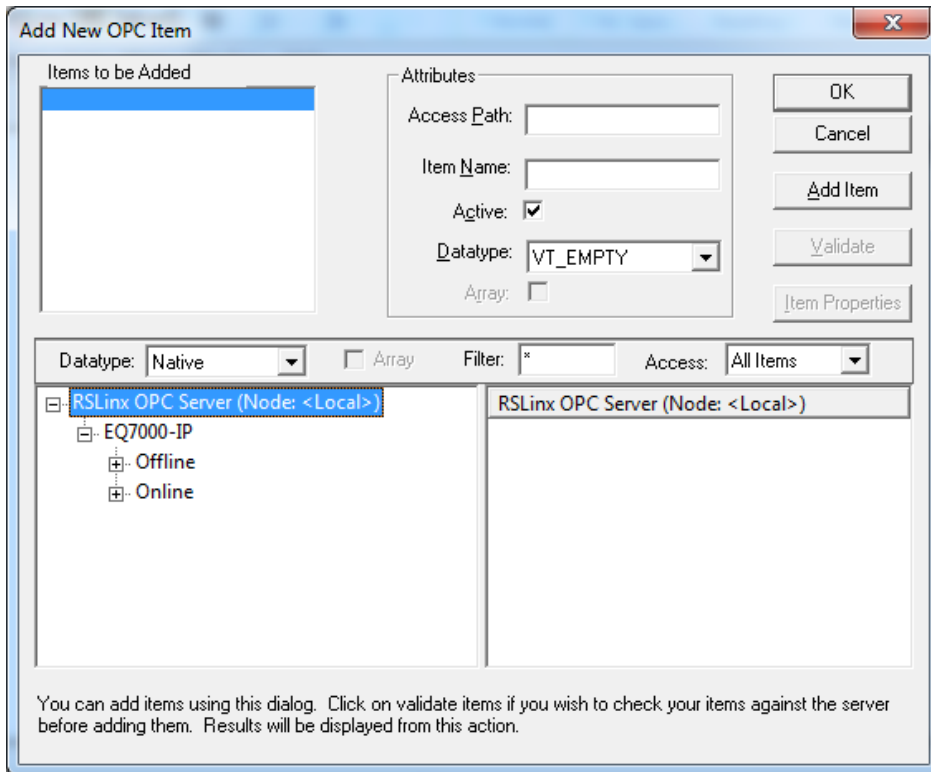 Add New OPC Item
Items to be Added
Attributes
Access Path:
Item Name:
Active:
Datatype: VT_EMPTY
Array:
OK
Cancel
Add Item
Validate
Item Properties
Datatype: Native Array Filter: * Access: All Items
RSLinx OPC Server (Node: <Local>)
EQ7000-IP
Offline
Online
RSLinx OPC Server (Node: <Local>)
You can add items using this dialog. Click on validate items if you wish to check your items against the server
before adding them. Results will be displayed from this action.